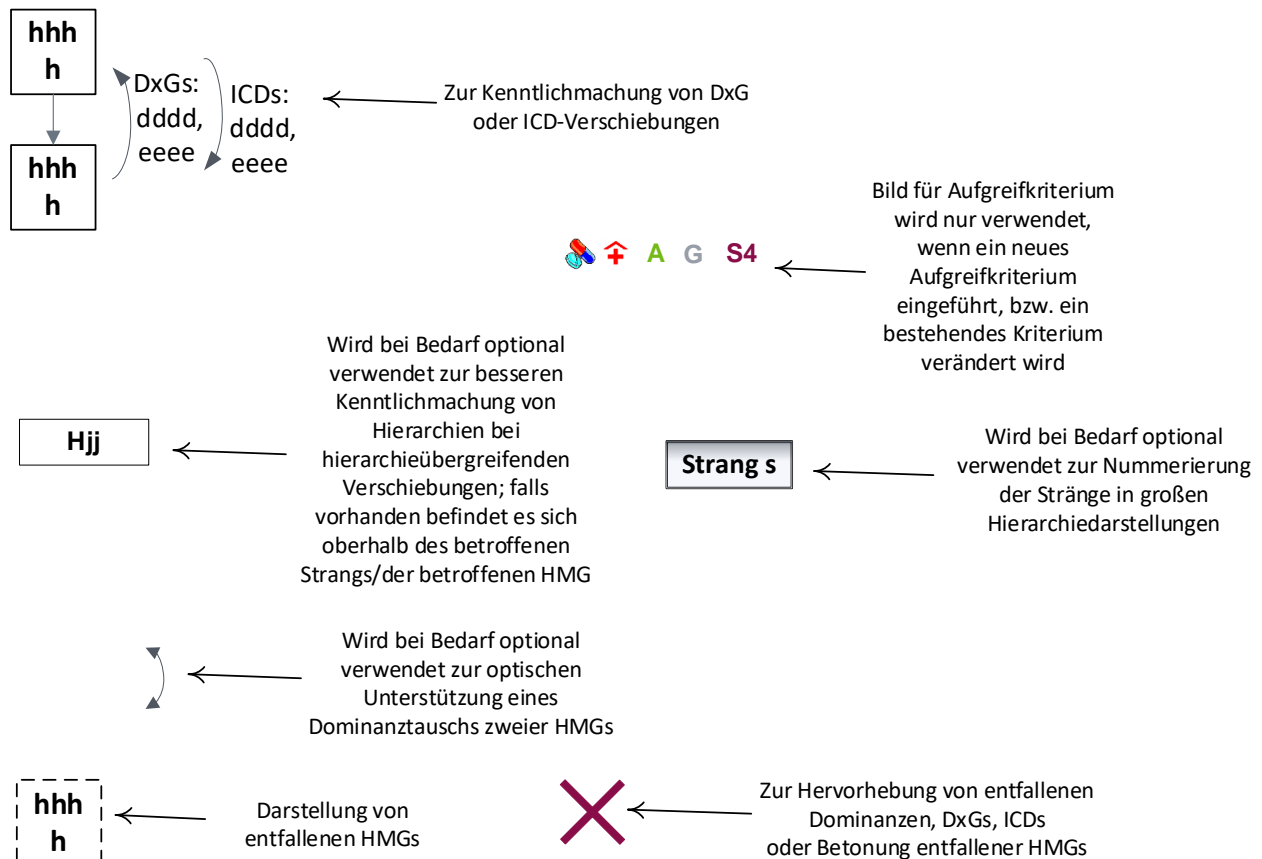 hhh
h
DxGs:
dddd,
eeee
ICDs:
dddd,
eeee
Zur Kenntlichmachung von DxG
oder ICD-Verschiebungen
hhh
h
A G S4
Bild für Aufgreifkriterium
wird nur verwendet,
wenn ein neues
Aufgreifkriterium
eingeführt, bzw. ein
bestehendes Kriterium
verändert wird
Hjj
Wird bei Bedarf optional
verwendet zur besseren
Kenntlichmachung von
Hierarchien bei
hierarchieübergreifenden
Verschiebungen; falls
vorhanden befindet es sich
oberhalb des betroffenen
Strangs/der betroffenen HMG
Strang s
Wird bei Bedarf optional
verwendet zur Nummerierung
der Stränge in großen
Hierarchiedarstellungen
Wird bei Bedarf optional
verwendet zur optischen
Unterstützung eines
Dominanztauschs zweier HMGs
hhh
h
Darstellung von
entfallenen HMGs
Zur Hervorhebung von entfallenen
Dominanzen, DxGs, ICDs
oder Betonung entfallener HMGs